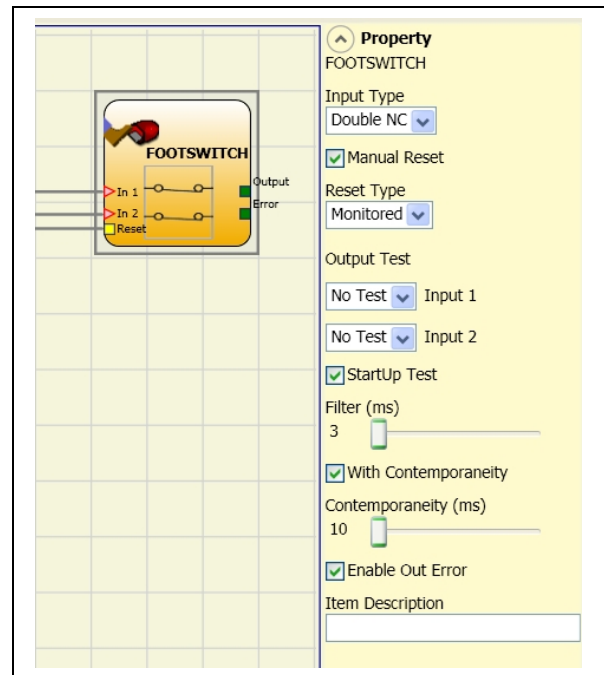 FOOTSWITCH
In 1
In 2
Reset
Output
Error
Property
FOOTSWITCH
Input Type
Double NC
Manual Reset
Reset Type
Monitored
Output Test
No Test Input 1
No Test Input 2
StartUp Test
Filter (ms)
3
With Contemporaneity
Contemporaneity (ms)
10
Enable Out Error
Item Description